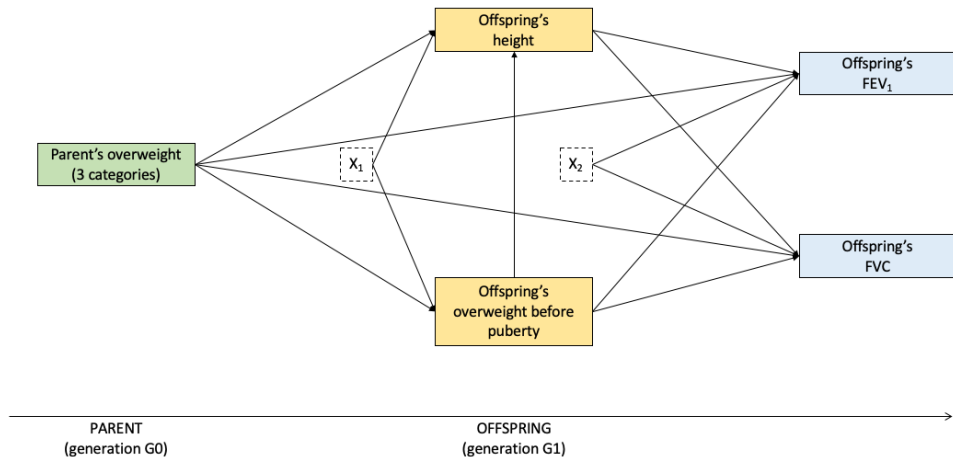 Offspring's
height
Offspring's
FEV₁
Parent's overweight
(3 categories)
X₁
X₂
Offspring's
FVC
Offspring's
overweight before
puberty
PARENT
(generation G0)
OFFSPRING
(generation G1)